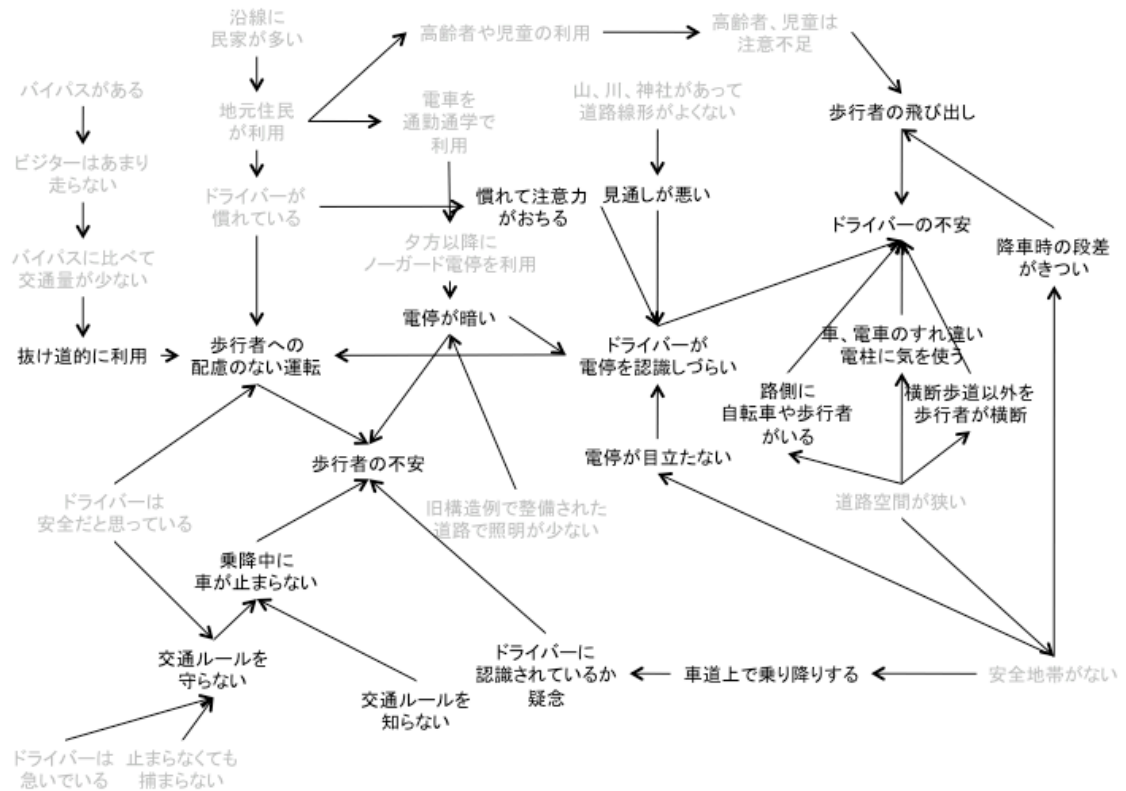 沿線に
民家が多い
高齢者や児童の利用
高齢者、児童は
注意不足
バイパスがある
地元住民
が利用
電車を
通勤通学で
利用
山、川、神社があって
道路線形がよくない
歩行者の飛び出し
ビジターはあまり
走らない
ドライバーが
慣れている
慣れて注意力
がおちる
見通しが悪い
ドライバーの不安
降車時の段差
がきつい
バイパスに比べて
交通量が少ない
夕方以降に
ノーガード電停を利用
抜け道的に利用
歩行者への
配慮のない運転
電停が暗い
ドライバーが
電停を認識しづらい
車、電車のすれ違い
電柱に気を使う
路側に
自転車や歩行者
がいる
横断歩道以外を
歩行者が横断
歩行者の不安
電停が目立たない
ドライバーは
安全だと思っている
旧構造例で整備された
道路で照明が少ない
道路空間が狭い
乗降中に
車が止まらない
交通ルールを
守らない
交通ルールを
知らない
ドライバーに
認識されているか
疑念
車道上で乗り降りする
安全地帯がない
ドライバーは
急いでいる
止まらなくても
捕まらない